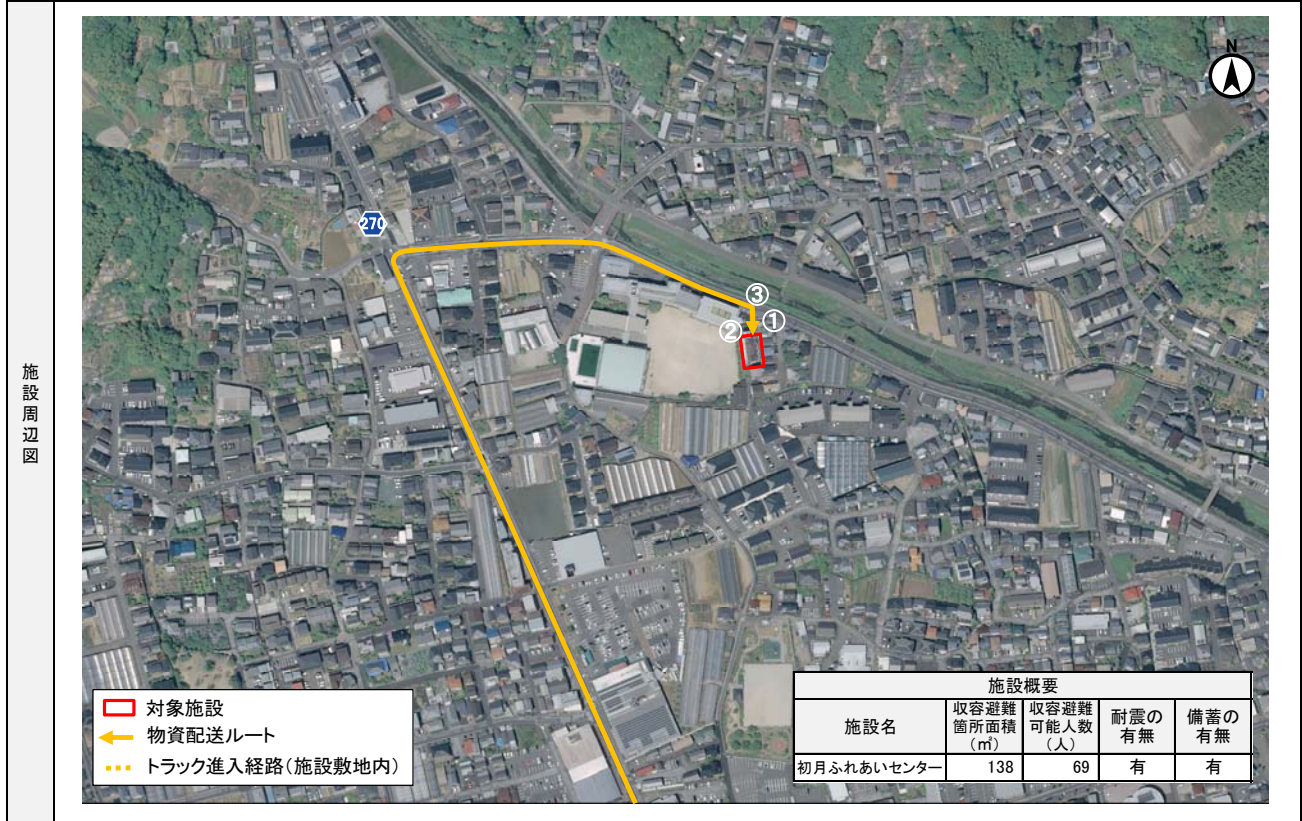 施設周辺図
N
270
③
②
①
対象施設
物資配送ルート
トラック進入経路(施設敷地内)
施設概要
施設名
収容避難
箇所面積
(㎡)
収容避難
可能人数
(人)
耐震の
有無
備蓄の
有無
初月ふれあいセンター 138 69 有 有